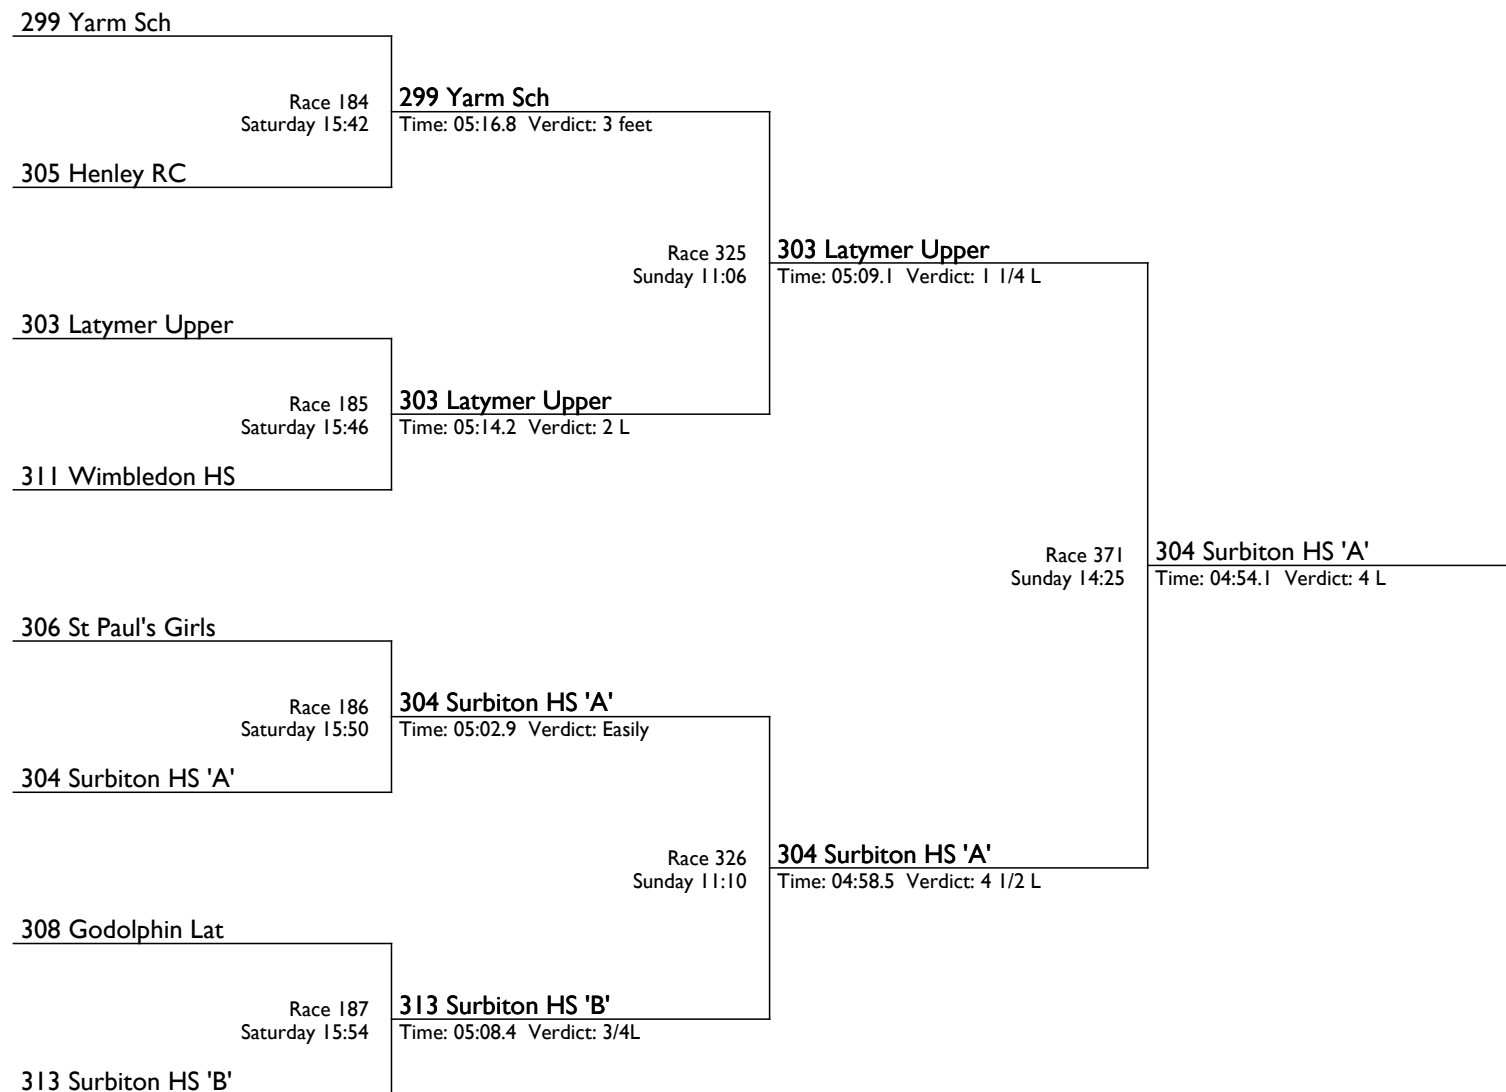 299 Yarm Sch
Race 184
Saturday 15:42
299 Yarm Sch
Time: 05:16.8 Verdict: 3 feet
305 Henley RC
Race 325
Sunday 11:06
303 Latymer Upper
Time: 05:09.1 Verdict: 1 1/4 L
303 Latymer Upper
Race 185
Saturday 15:46
303 Latymer Upper
Time: 05:14.2 Verdict: 2 L
311 Wimbledon HS
Race 371
Sunday 14:25
304 Surbiton HS 'A'
Time: 04:54.1 Verdict: 4 L
306 St Paul's Girls
Race 186
Saturday 15:50
304 Surbiton HS 'A'
Time: 05:02.9 Verdict: Easily
304 Surbiton HS 'A'
Race 326
Sunday 11:10
304 Surbiton HS 'A'
Time: 04:58.5 Verdict: 4 1/2 L
308 Godolphin Lat
Race 187
Saturday 15:54
313 Surbiton HS 'B'
Time: 05:08.4 Verdict: 3/4L
313 Surbiton HS 'B'